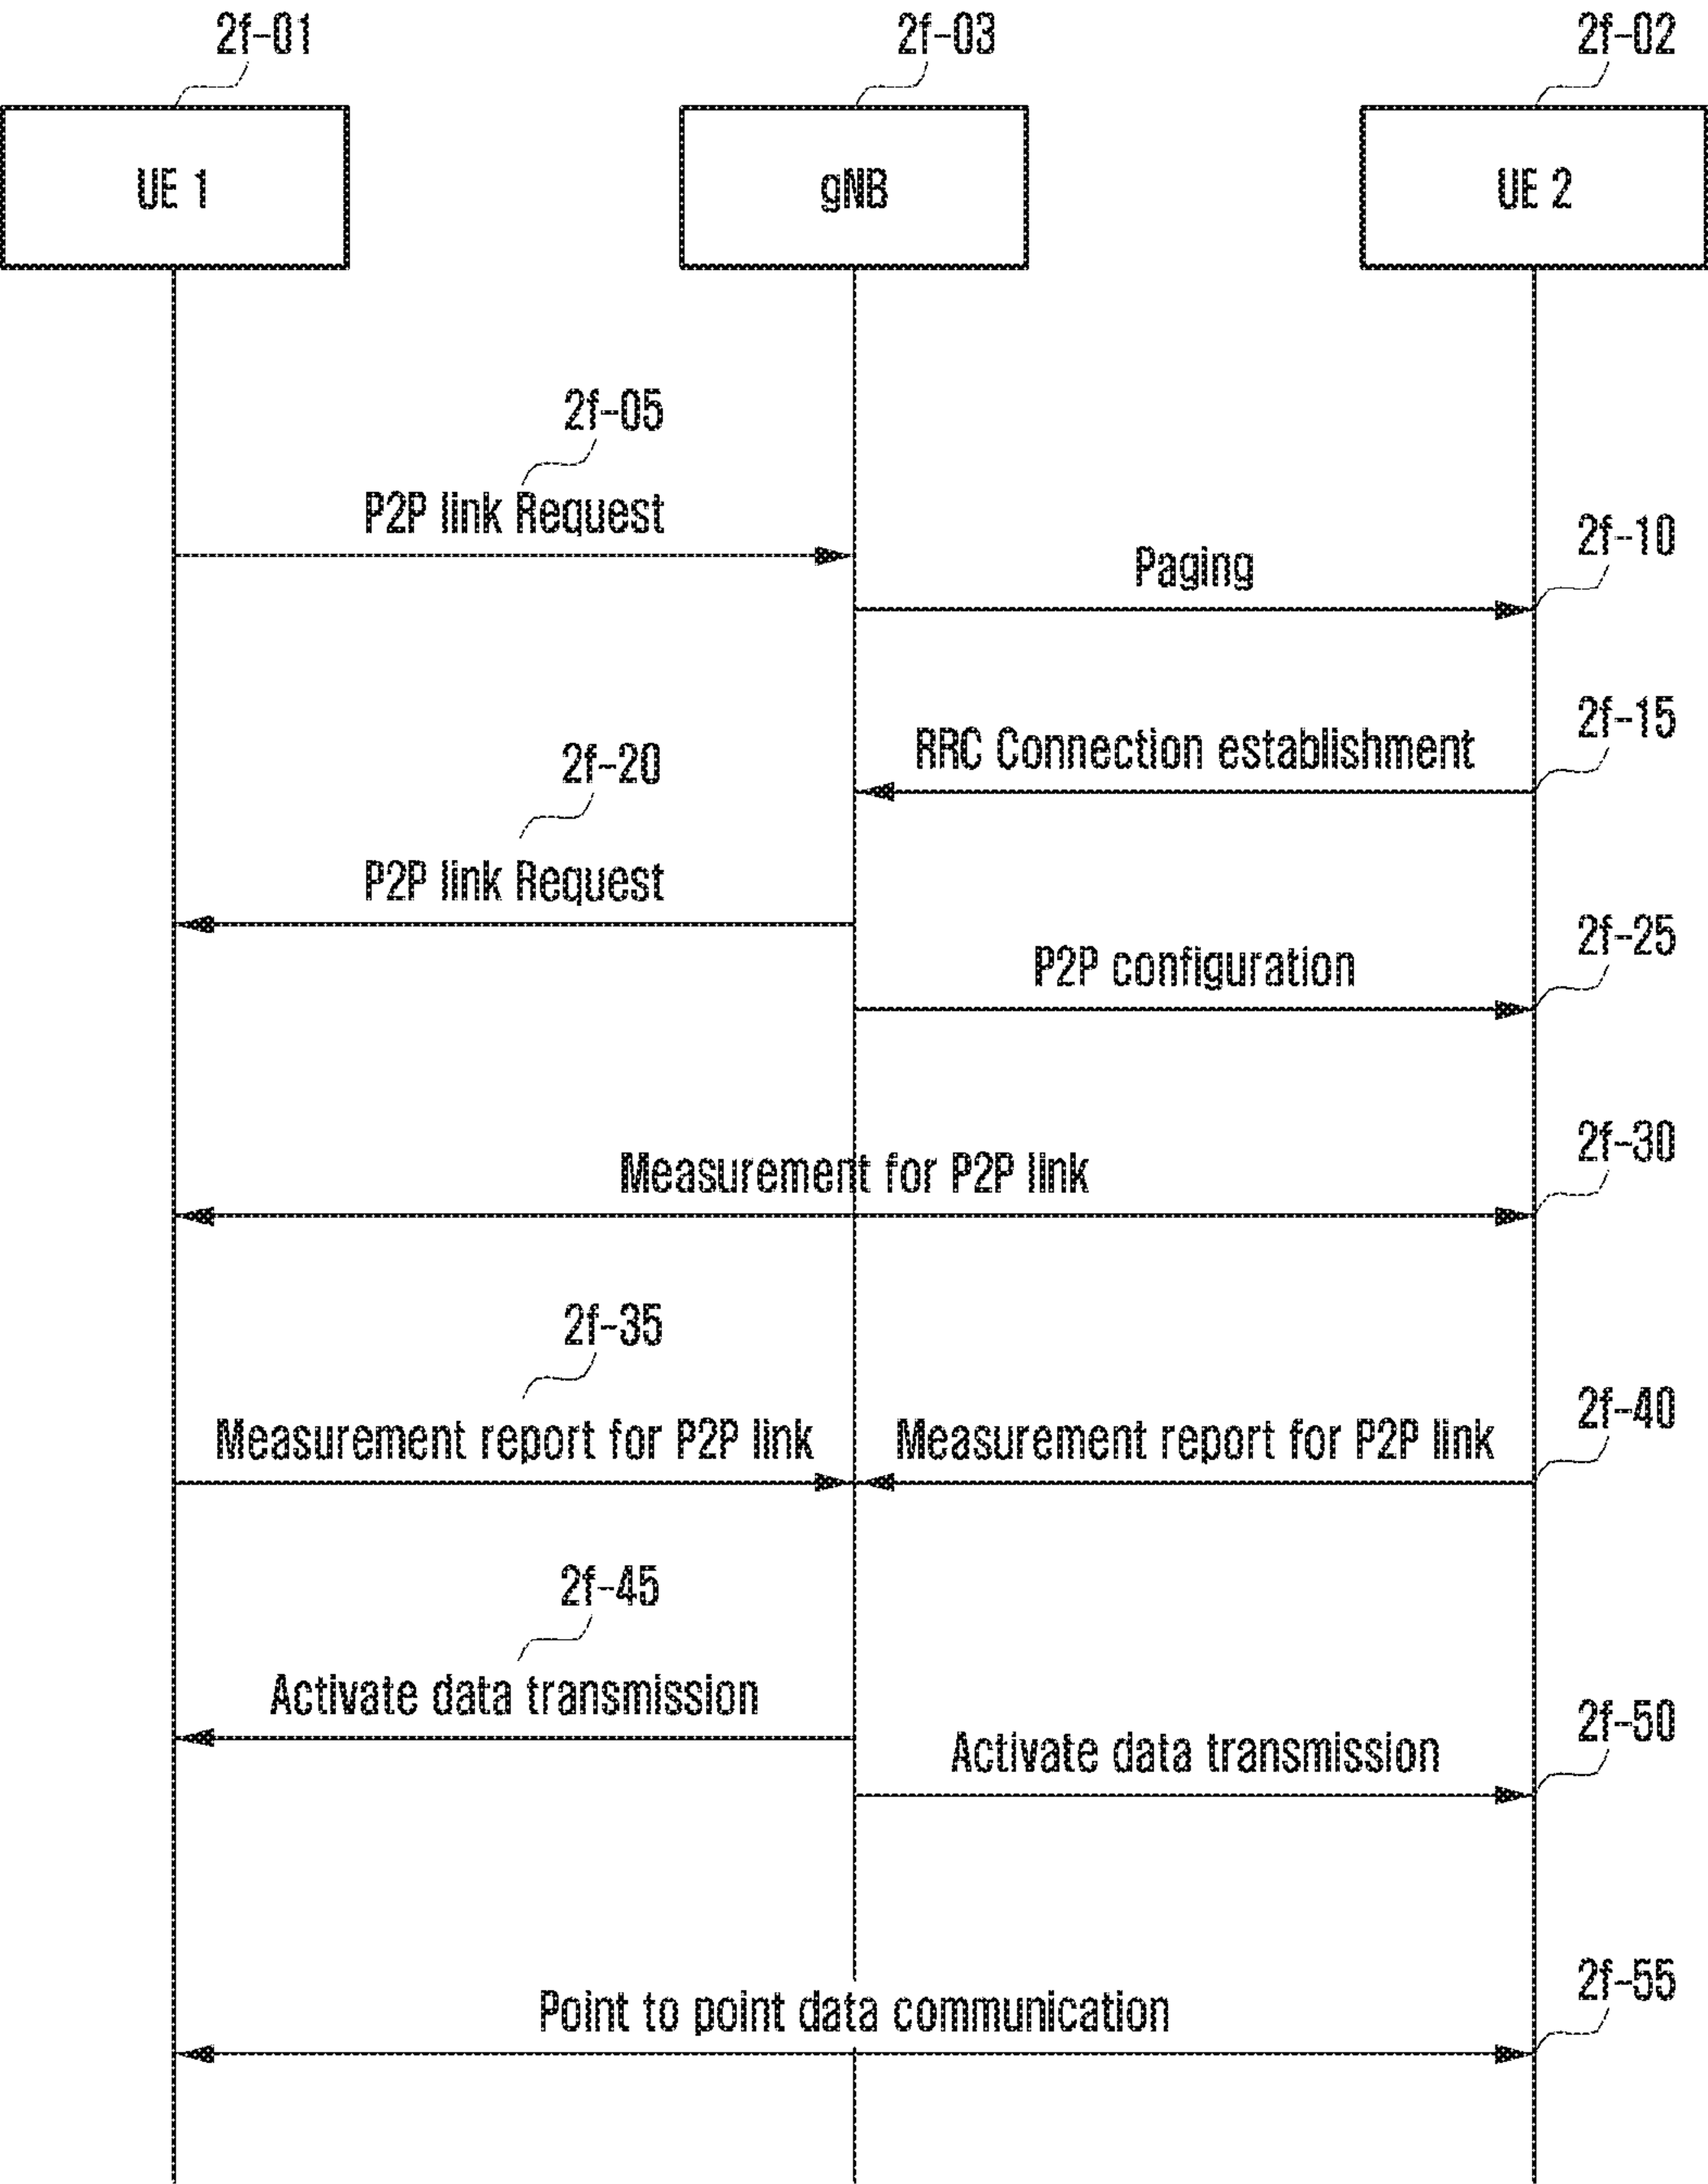 2f-01
2f-03
2f-02
UE 1
gNB
UE 2
2f-05
P2P link Request
2f-10
Paging
2f-15
RRC Connection establishment
2f-20
P2P link Request
2f-25
P2P configuration
2f-30
Measurement for P2P link
2f-35
2f-40
Measurement report for P2P link
Measurement report for P2P link
2f-45
Activate data transmission
2f-50
Activate data transmission
2f-55
Point to point data communication